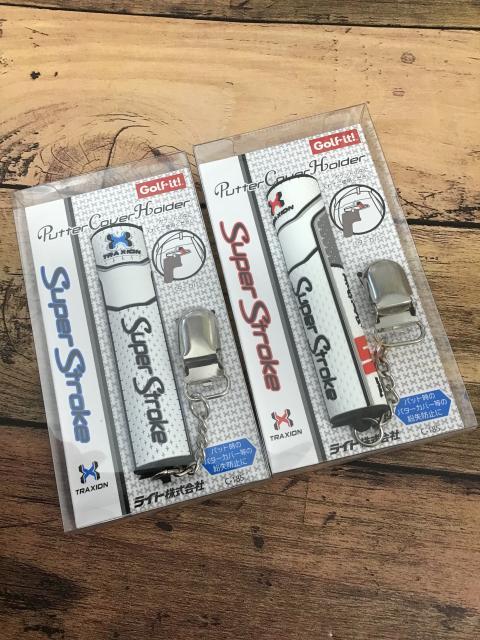 Golf-it!
Putter Cover Holder
Super Stroke
TRAXION
Super Stroke
TRAXION
パット時の
パターカバー等の
紛失防止に
ライト株式会社
C-185
Golf-it!
Putter Cover Holder
Super Stroke
TRAXION
Super Stroke
TRAXION
パット時の
パターカバー等の
紛失防止に
ライト株式会社
C-185